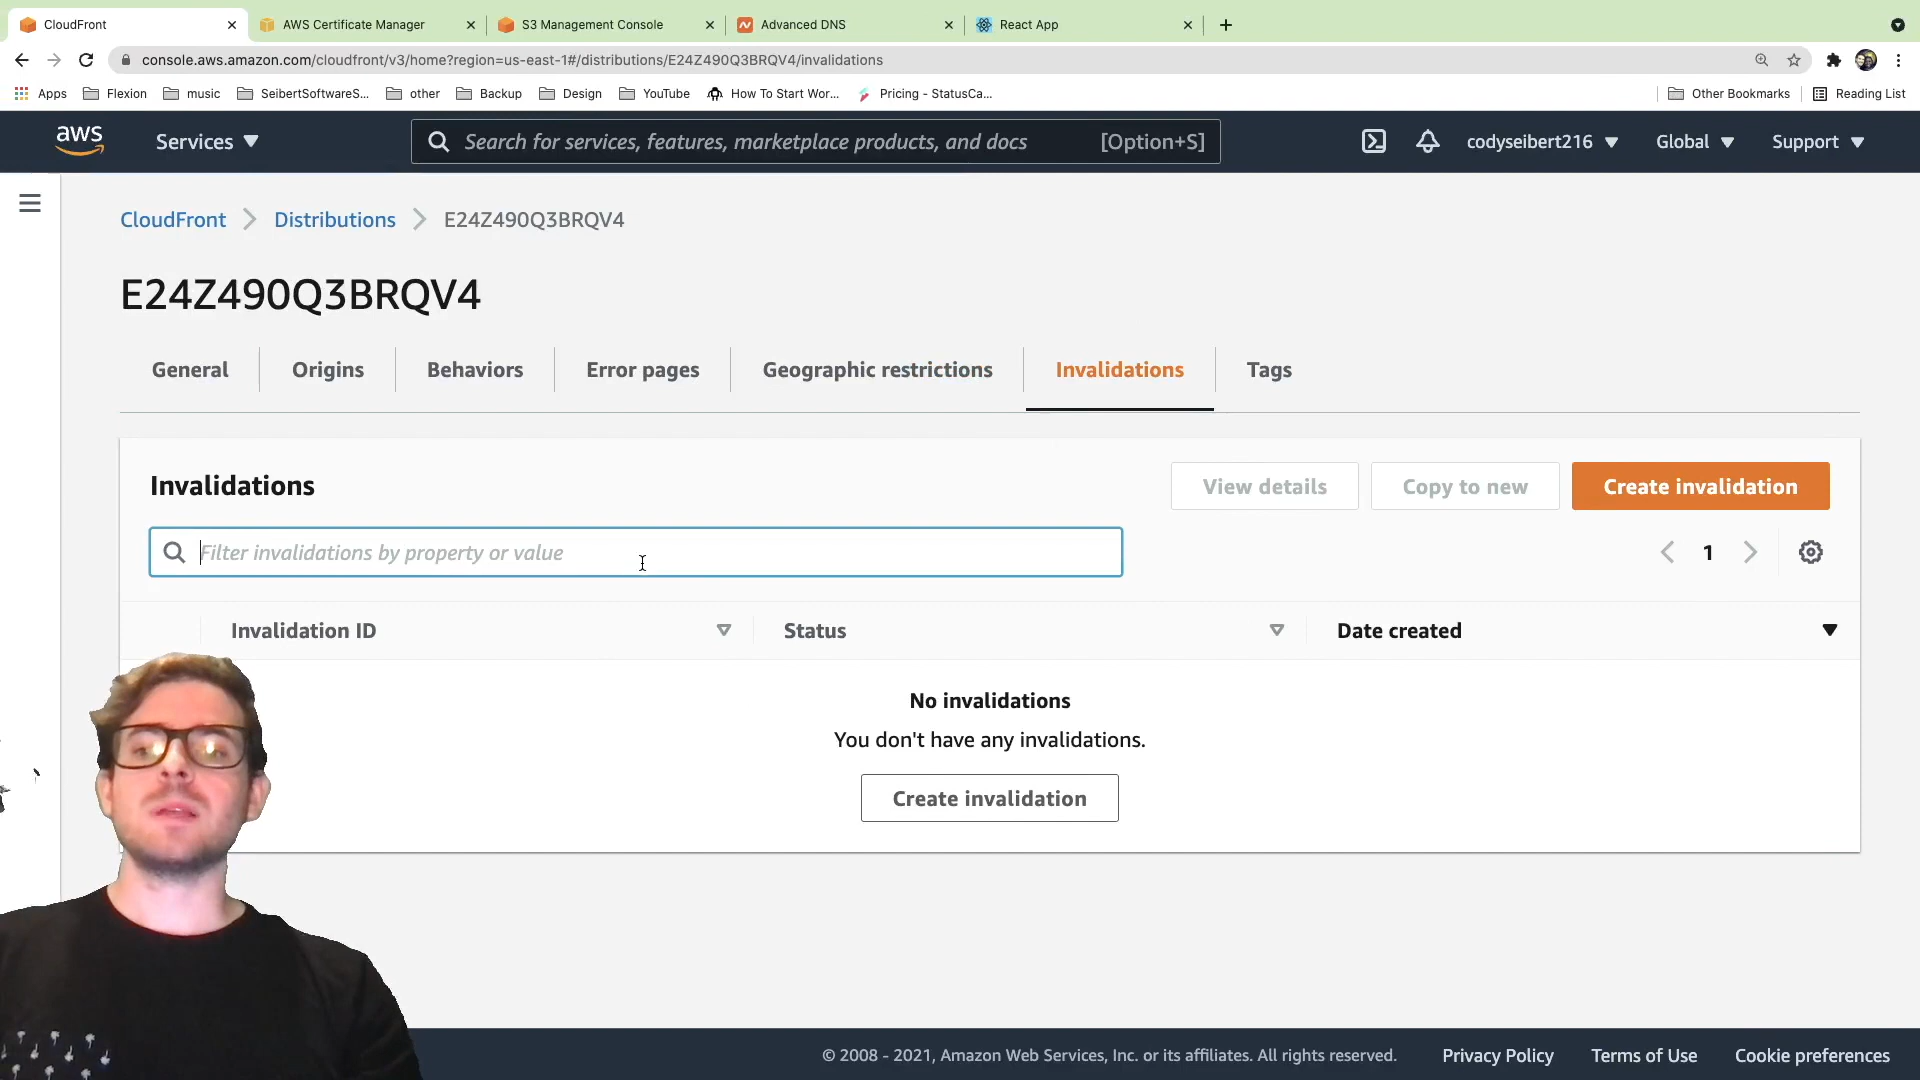 CloudFront
AWS Certificate Manager
S3 Management Console
Advanced DNS
React App
console.aws.amazon.com/cloudfront/v3/home?region=us-east-1#/distributions/E24Z490Q3BRQV4/invalidations
Apps
Flexion
music
SeibertSoftwareS...
other
Backup
Design
YouTube
How To Start Wor...
Pricing - StatusCa...
Other Bookmarks
Reading List
aws
Services
Search for services, features, marketplace products, and docs
[Option+S]
codyseibert216
Global
Support
CloudFront
Distributions
E24Z490Q3BRQV4
E24Z490Q3BRQV4
General
Origins
Behaviors
Error pages
Geographic restrictions
Invalidations
Tags
Invalidations
View details
Copy to new
Create invalidation
Filter invalidations by property or value
1
Invalidation ID
Status
Date created
No invalidations
You don't have any invalidations.
Create invalidation
© 2008 - 2021, Amazon Web Services, Inc. or its affiliates. All rights reserved.
Privacy Policy
Terms of Use
Cookie preferences